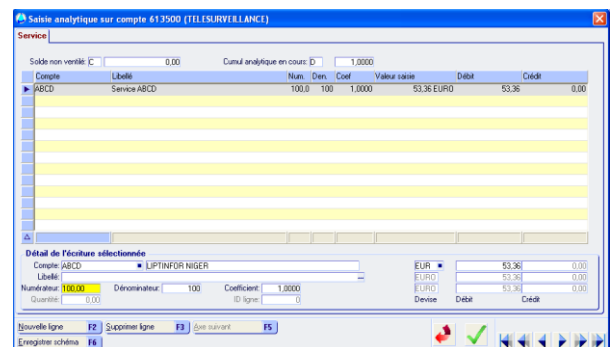 Saisie analytique sur compte 613500 (TELESURVEILLANCE)
Service
Solde non ventilé: C 0,00 Cumul analytique en cours: D 1,0000
Compte Libellé Num. Den. Coef Valeur saisie Débit Crédit
ABCD Service ABCD 100,0 100 1,0000 53,36 EURO 53,36 0,00
Détail de l'écriture sélectionnée
Compte: ABCD LIPTINFOR NIGER EUR 53,36 0,00
Libellé: EURO 53,36 0,00
Numérateur: 100,00 Dénominateur: 100 Coefficient: 1,0000 EURO 53,36 0,00
Quantité: 0,00 ID ligne: 0 Devise Débit Crédit
Nouvelle ligne F2 Supprimer ligne F3 Axe suivant F5
Enregistrer schéma F6